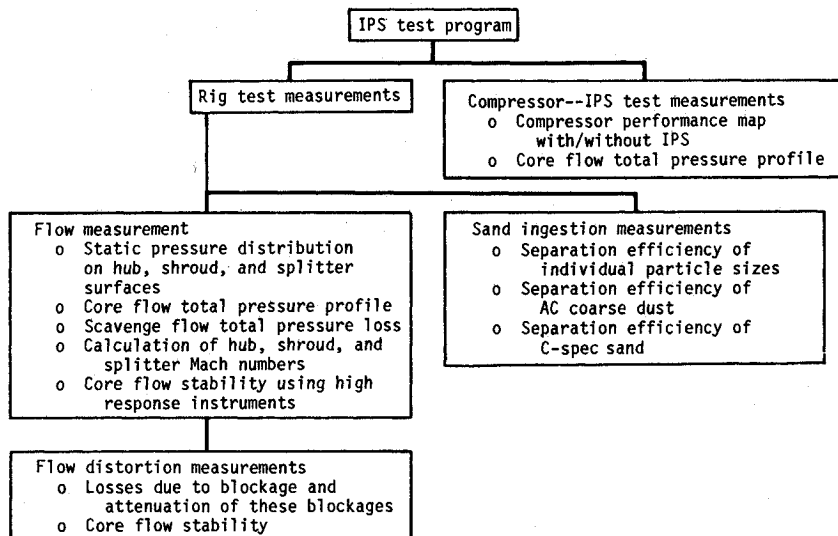 IPS test program
Rig test measurements
Compressor--IPS test measurements
o Compressor performance map
with/without IPS
o Core flow total pressure profile
Flow measurement
o Static pressure distribution
on hub, shroud, and splitter
surfaces
o Core flow total pressure profile
o Scavenge flow total pressure loss
o Calculation of hub, shroud, and
splitter Mach numbers
o Core flow stability using high
response instruments
Sand ingestion measurements
o Separation efficiency of
individual particle sizes
o Separation efficiency of
AC coarse dust
o Separation efficiency of
C-spec sand
Flow distortion measurements
o Losses due to blockage and
attenuation of these blockages
o Core flow stability